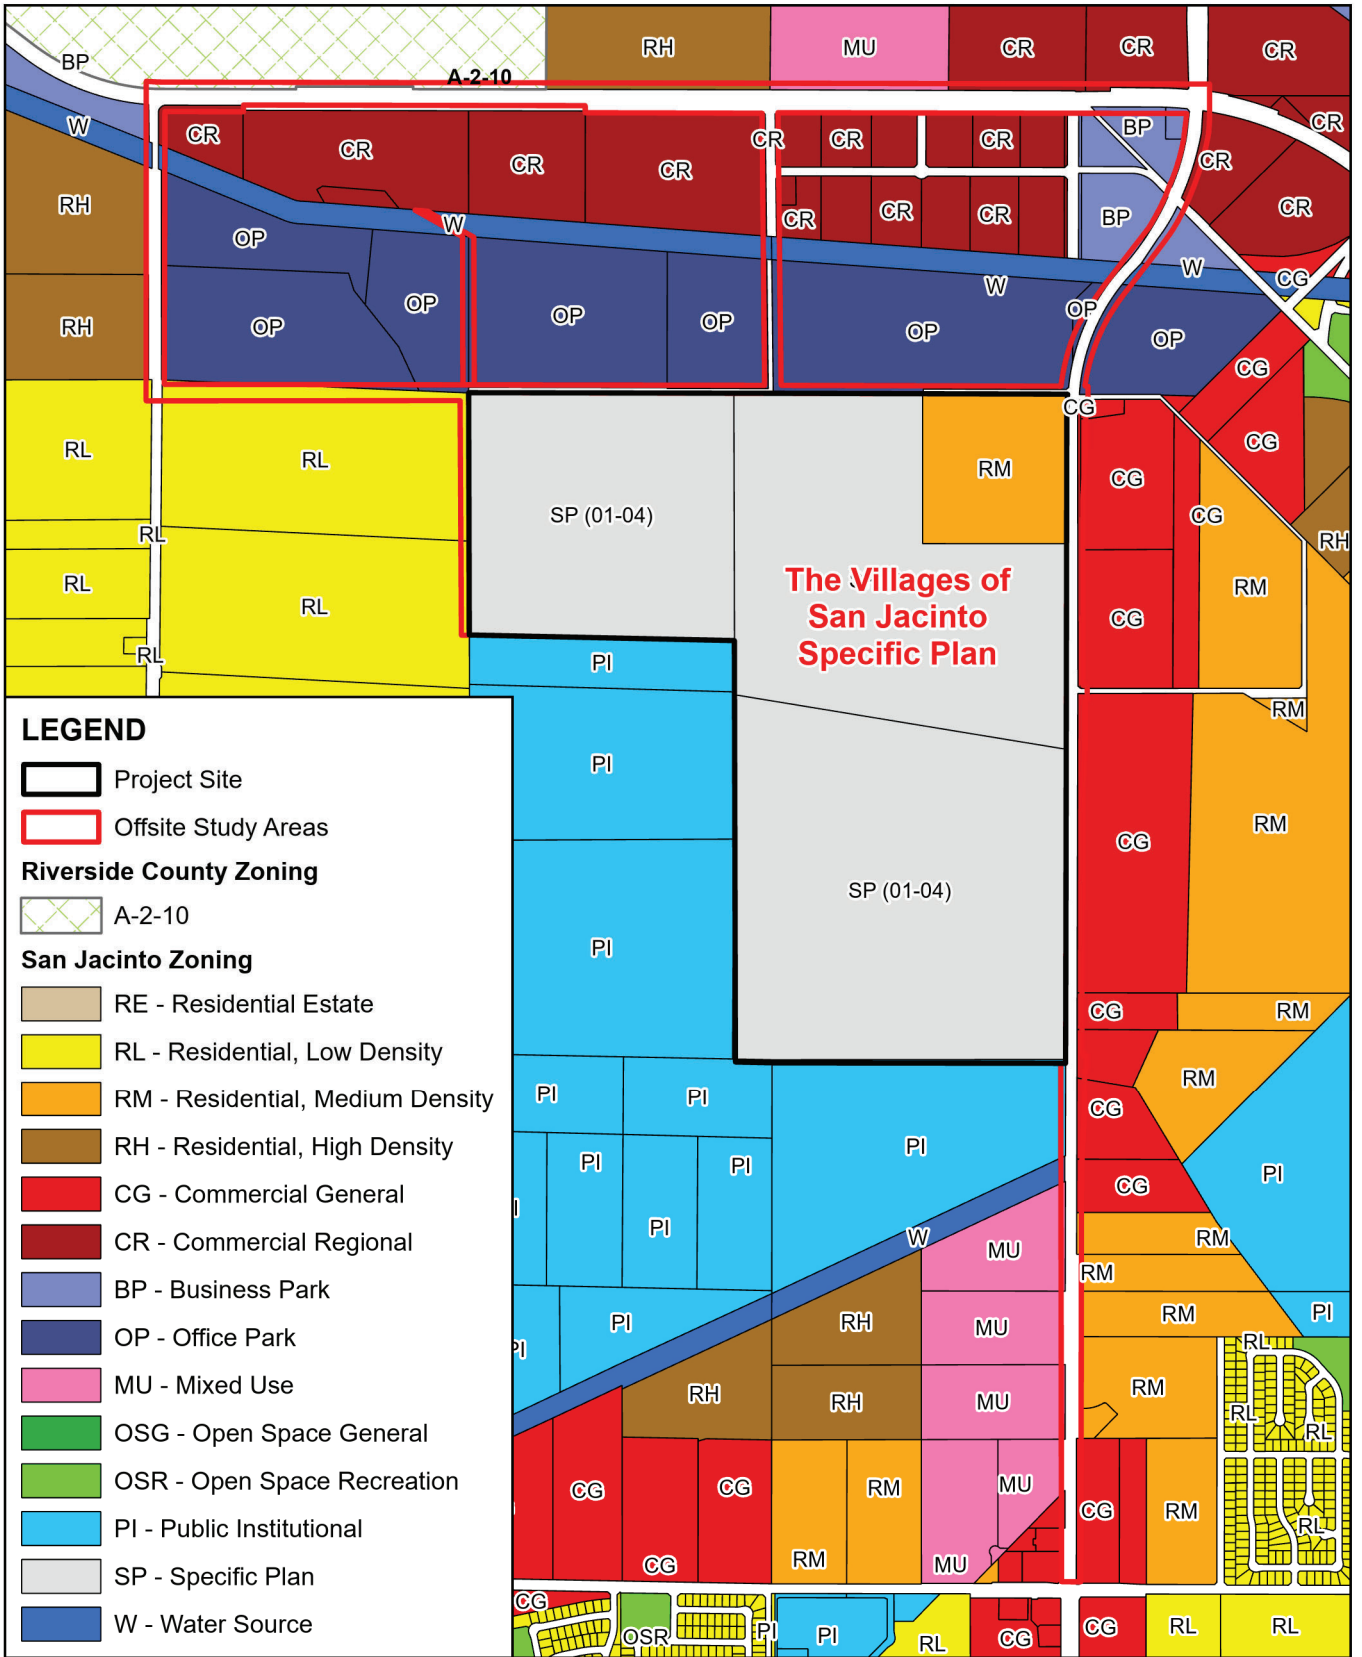 RH
MU
CR
CR
CR
BP
A-2-10
W
CR
CR
CR
CR
CR
CR
CR
BP
CR
CR
RH
OP
W
CR
CR
CR
BP
CR
W
W
CG
RH
OP
OP
OP
OP
OP
OP
OP
CG
CG
RL
RL
RM
CG
CG
SP (01-04)
CG
RL
RH
RL
RL
The Villages of
San Jacinto
Specific Plan
RM
CG
RL
PI
RM
PI
RM
CG
SP (01-04)
PI
CG
RM
PI
PI
RM
CG
PI
PI
PI
PI
CG
PI
PI
W
MU
RM
RM
PI
RH
MU
RM
PI
PI
RL
RH
RH
MU
RM
RL
RL
CG
CG
RM
MU
CG
RM
RL
CG
RM
MU
CG
OSR
PI
PI
RL
CG
CG
RL
RL
LEGEND
Project Site
Offsite Study Areas
Riverside County Zoning
A-2-10
San Jacinto Zoning
RE - Residential Estate
RL - Residential, Low Density
RM - Residential, Medium Density
RH - Residential, High Density
CG - Commercial General
CR - Commercial Regional
BP - Business Park
OP - Office Park
MU - Mixed Use
OSG - Open Space General
OSR - Open Space Recreation
PI - Public Institutional
SP - Specific Plan
W - Water Source